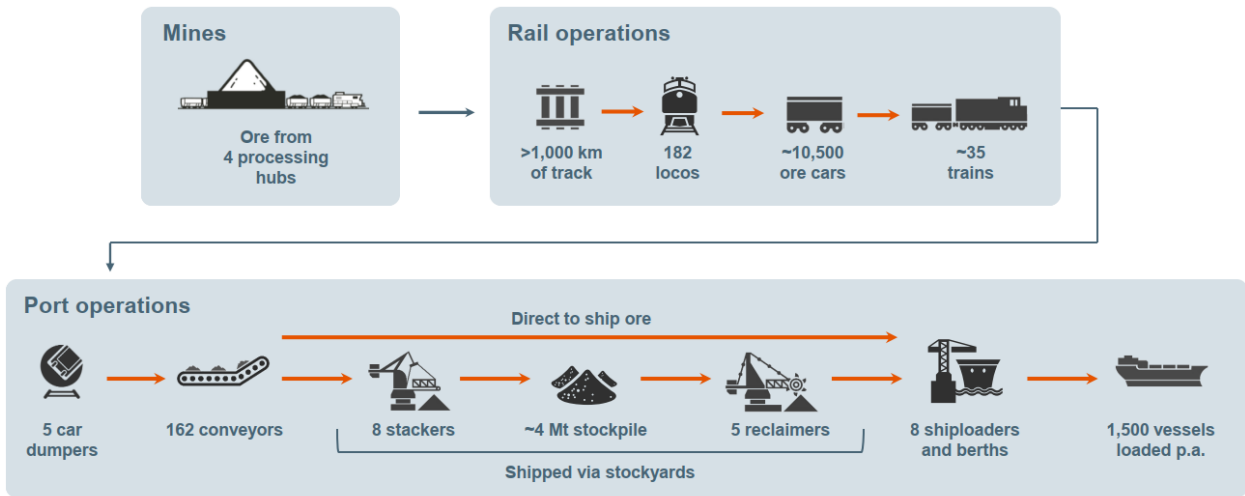 Mines
Ore from
4 processing
hubs
Rail operations
>1,000 km
of track
182
locos
~10,500
ore cars
~35
trains
Port operations
Direct to ship ore
5 car
dumpers
162 conveyors
8 stackers
~4 Mt stockpile
5 reclaimers
8 shiploaders
and berths
1,500 vessels
loaded p.a.
Shipped via stockyards